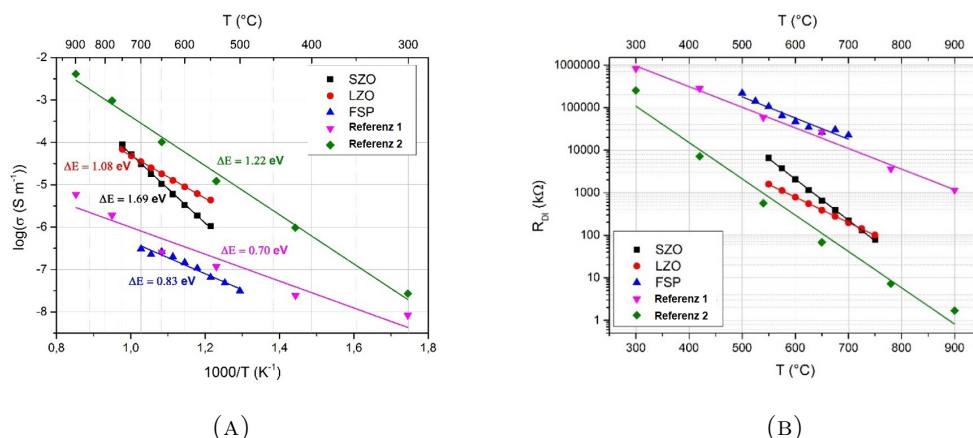 T (°C)
900 800 700 600 500 400 300
-2
-3
-4
-5
-6
-7
-8
log(σ (S m⁻¹))
SZO
LZO
FSP
Referenz 1
Referenz 2
ΔE = 1.08 eV
ΔE = 1.22 eV
ΔE = 1.69 eV
ΔE = 0.70 eV
ΔE = 0.83 eV
0,8 1,0 1,2 1,4 1,6 1,8
1000/T (K⁻¹)
(A)
T (°C)
300 400 500 600 700 800 900
1000000
100000
10000
1000
100
10
1
R_DI (kΩ)
SZO
LZO
FSP
Referenz 1
Referenz 2
300 400 500 600 700 800 900
T (°C)
(B)